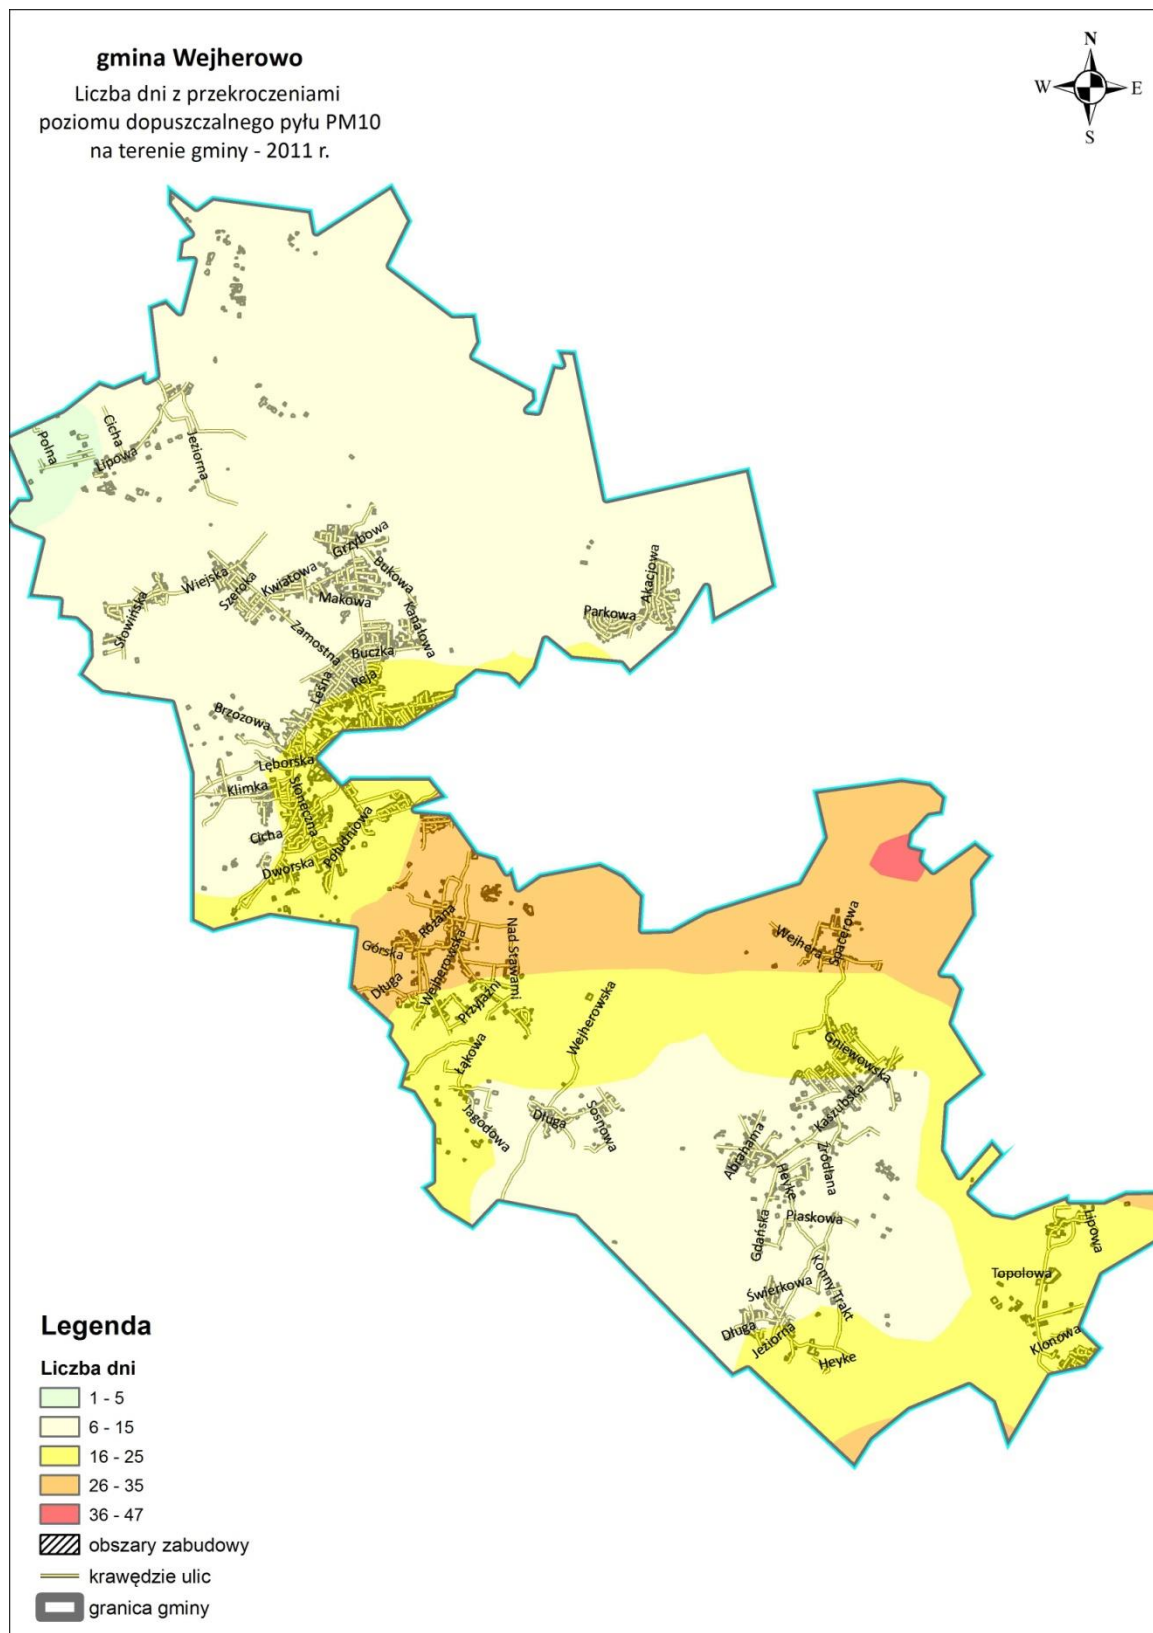 gmina Wejherowo
Liczba dni z przekroczeniami
poziomu dopuszczalnego pyłu PM10
na terenie gminy - 2011 r.
N
W E
S
Polna
Cicha
Lipowa
Jeziorna
Grzybowa
Bukowa
Kwiatowa
Wiejska
Szeroka
Makowa
Kanałowa
Słowińska
Zamostna
Akacjowa
Parkowa
Buczka
Reja
Leśna
Brzozowa
Lęborska
Klimka
Słoneczna
Cicha
Południowa
Dworska
Różana
Górska
Nad Stawami
Wejherowska
Długa
Przyjaźni
Wejhera
Spacerowa
Wejherowska
Łąkowa
Gniewowska
Jagodowa
Długa
Sosnowa
Kaszubska
Abrahama
Źródlana
Heyke
Gdańska
Piaskowa
Lipowa
Świerkowa
Konny Trakt
Topolowa
Długa
Jeziorna
Heyke
Klonowa
Legenda
Liczba dni
1 - 5
6 - 15
16 - 25
26 - 35
36 - 47
obszary zabudowy
krawędzie ulic
granica gminy